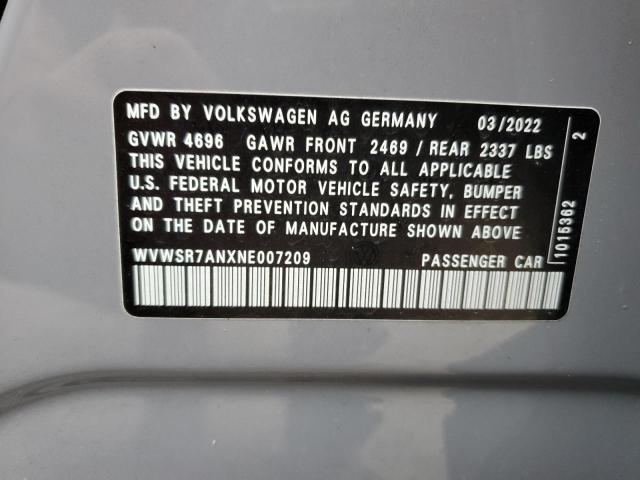 MFD BY VOLKSWAGEN AG GERMANY 03/2022
GVWR 4696 GAWR FRONT 2469 / REAR 2337 LBS
THIS VEHICLE CONFORMS TO ALL APPLICABLE
U.S. FEDERAL MOTOR VEHICLE SAFETY, BUMPER
AND THEFT PREVENTION STANDARDS IN EFFECT
ON THE DATE OF MANUFACTURE SHOWN ABOVE
WVWSR7ANXNE007209 PASSENGER CAR
1015362 2